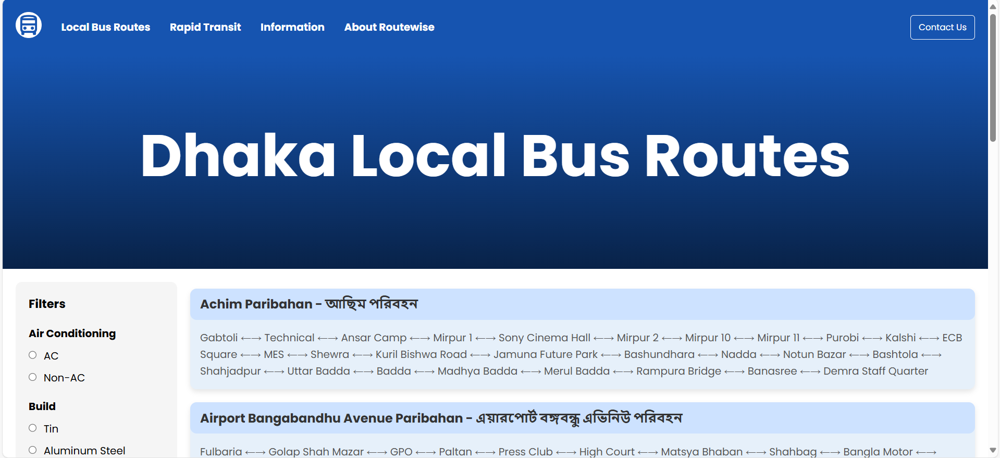 Local Bus Routes
Rapid Transit
Information
About Routewise
Contact Us
Dhaka Local Bus Routes
Filters
Air Conditioning
AC
Non-AC
Build
Tin
Aluminum Steel
Achim Paribahan - আছিম পরিবহন
Gabtoli ⟷ Technical ⟷ Ansar Camp ⟷ Mirpur 1 ⟷ Sony Cinema Hall ⟷ Mirpur 2 ⟷ Mirpur 10 ⟷ Mirpur 11 ⟷ Purobi ⟷ Kalshi ⟷ ECB
Square ⟷ MES ⟷ Shewra ⟷ Kuril Bishwa Road ⟷ Jamuna Future Park ⟷ Bashundhara ⟷ Nadda ⟷ Notun Bazar ⟷ Bashtola ⟷
Shahjadpur ⟷ Uttar Badda ⟷ Badda ⟷ Madhya Badda ⟷ Merul Badda ⟷ Rampura Bridge ⟷ Banasree ⟷ Demra Staff Quarter
Airport Bangabandhu Avenue Paribahan - এয়ারপোর্ট বঙ্গবন্ধু এভিনিউ পরিবহন
Fulbaria ⟷ Golap Shah Mazar ⟷ GPO ⟷ Paltan ⟷ Press Club ⟷ High Court ⟷ Matsya Bhaban ⟷ Shahbag ⟷ Bangla Motor ⟷